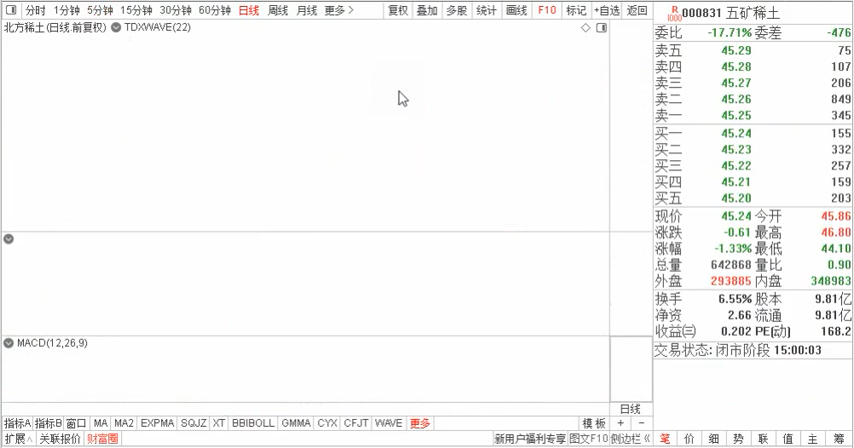 分时 1分钟 5分钟 15分钟 30分钟 60分钟 日线 周线 月线 更多> 复权 叠加 多股 统计 画线 F10 标记 +自选 返回
北方稀土(日线.前复权) TDXWAVE(22)
MACD(12,26,9)
日线
指标A 指标B 窗口 MA MA2 EXPMA SQJZ XT BBIBOLL GMMA CYX CFJT WAVE 更多 模板 + -
扩展∧ 关联报价 财富圈 新用户福利专享 图文F10 侧边栏《
R 1000 000831 五矿稀土
委比 -17.71% 委差 -476
卖五 45.29 75
卖四 45.28 107
卖三 45.27 206
卖二 45.26 849
卖一 45.25 345
买一 45.24 155
买二 45.23 332
买三 45.22 257
买四 45.21 159
买五 45.20 203
现价 45.24 今开 45.86
涨跌 -0.61 最高 46.80
涨幅 -1.33% 最低 44.10
总量 642868 量比 0.90
外盘 293885 内盘 348983
换手 6.55% 股本 9.81亿
净资 2.66 流通 9.81亿
收益㈢ 0.202 PE(动) 168.2
交易状态: 闭市阶段 15:00:03
笔 价 细 势 联 值 主 筹